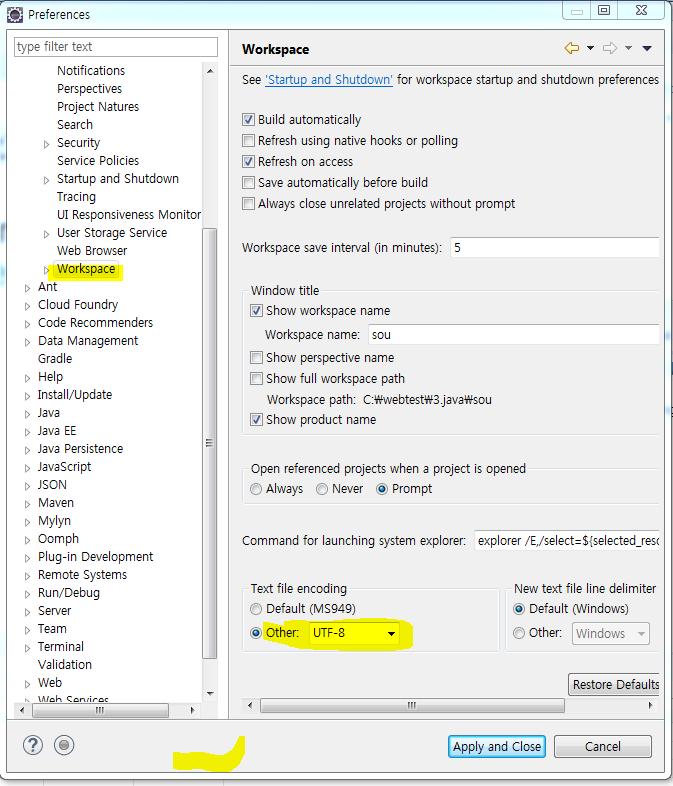 Preferences
type filter text
Notifications
Perspectives
Project Natures
Search
Security
Service Policies
Startup and Shutdown
Tracing
UI Responsiveness Monitor
User Storage Service
Web Browser
Workspace
Ant
Cloud Foundry
Code Recommenders
Data Management
Gradle
Help
Install/Update
Java
Java EE
Java Persistence
JavaScript
JSON
Maven
Mylyn
Oomph
Plug-in Development
Remote Systems
Run/Debug
Server
Team
Terminal
Validation
Web
Web Services
Workspace
See 'Startup and Shutdown' for workspace startup and shutdown preferences
Build automatically
Refresh using native hooks or polling
Refresh on access
Save automatically before build
Always close unrelated projects without prompt
Workspace save interval (in minutes): 5
Window title
Show workspace name
Workspace name: sou
Show perspective name
Show full workspace path
Workspace path: C:₩webtest₩3.java₩sou
Show product name
Open referenced projects when a project is opened
Always Never Prompt
Command for launching system explorer: explorer /E,/select=${selected_reso
Text file encoding
Default (MS949)
Other: UTF-8
New text file line delimiter
Default (Windows)
Other: Windows
Restore Defaults
? Apply and Close Cancel